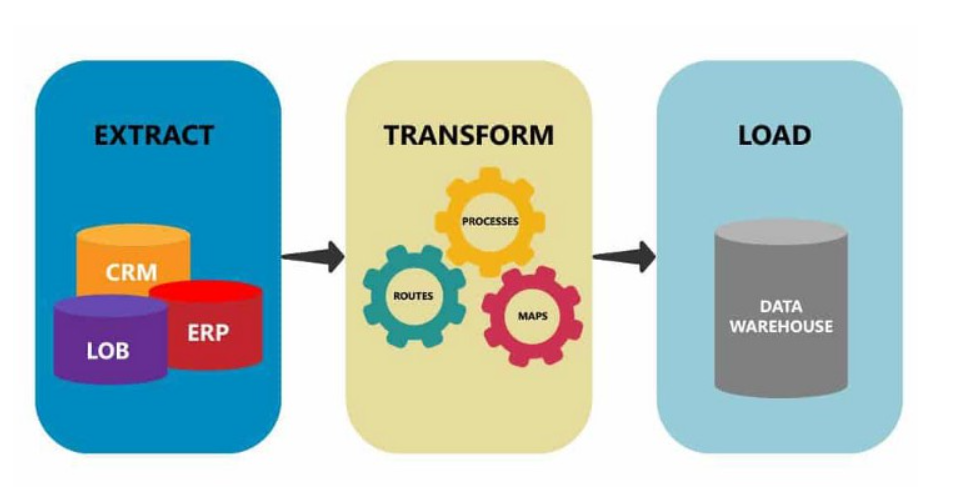 EXTRACT
CRM
LOB
ERP
TRANSFORM
PROCESSES
ROUTES
MAPS
LOAD
DATA
WAREHOUSE